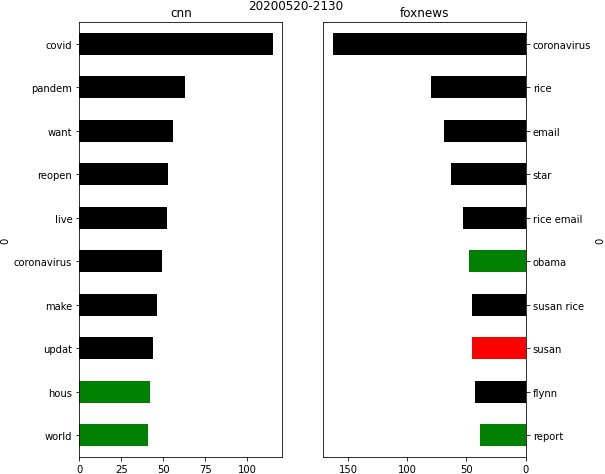 20200520-2130
cnn
foxnews
covid
pandem
want
reopen
live
coronavirus
make
updat
hous
world
0
0 25 50 75 100
coronavirus
rice
email
star
rice email
obama
susan rice
susan
flynn
report
0
150 100 50 0